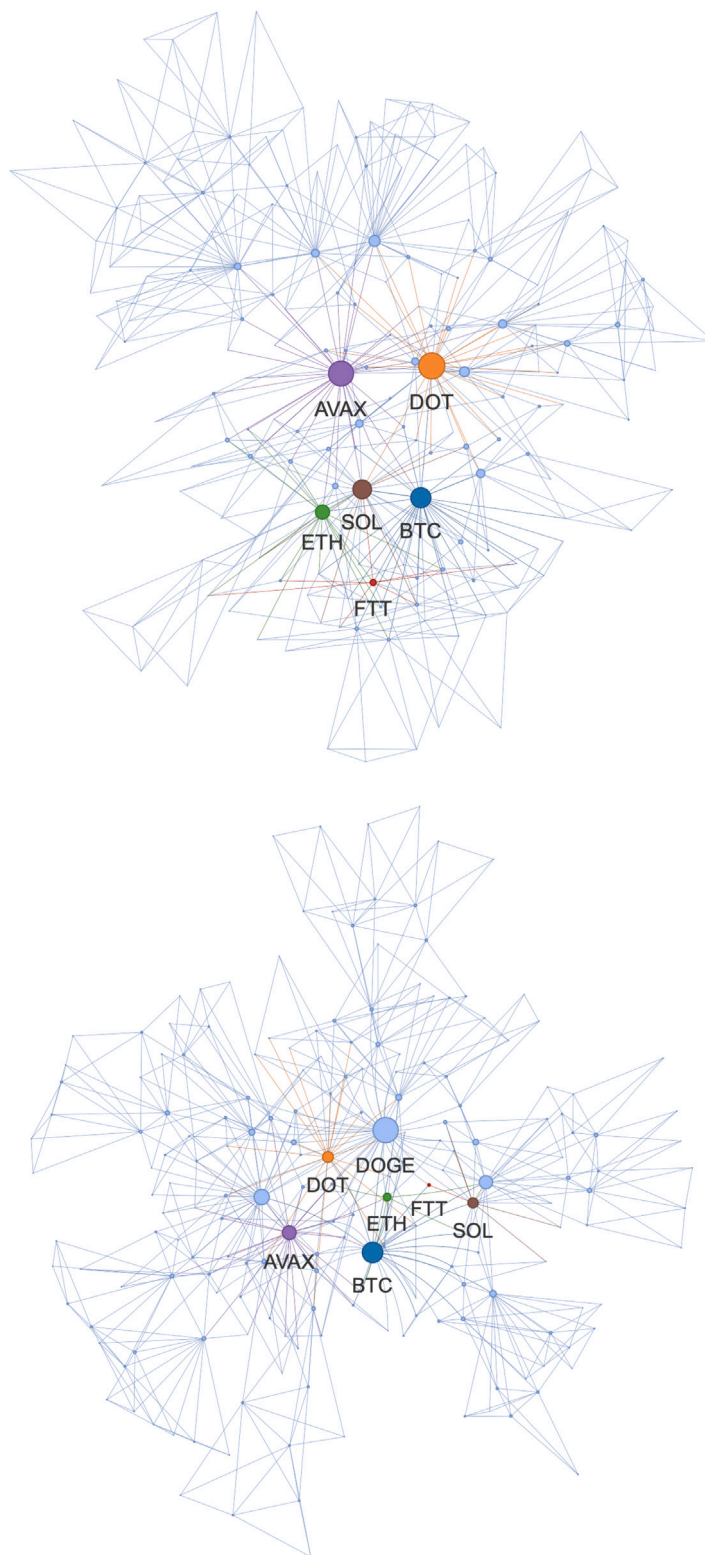 AVAX
DOT
SOL
BTC
ETH
FTT
DOGE
DOT
FTT
ETH
SOL
AVAX
BTC